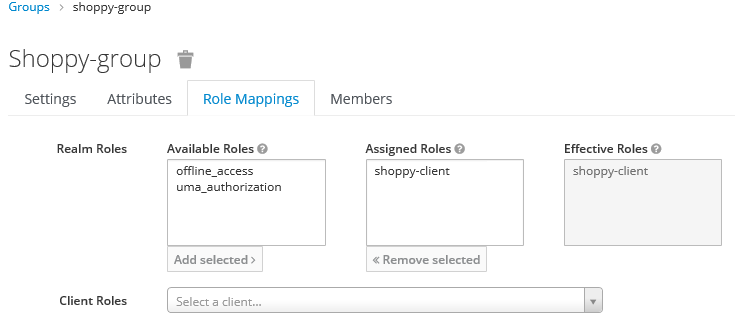 Groups > shoppy-group
Shoppy-group
Settings Attributes Role Mappings Members
Realm Roles Available Roles Assigned Roles Effective Roles
offline_access shoppy-client shoppy-client
uma_authorization
Add selected > « Remove selected
Client Roles Select a client...